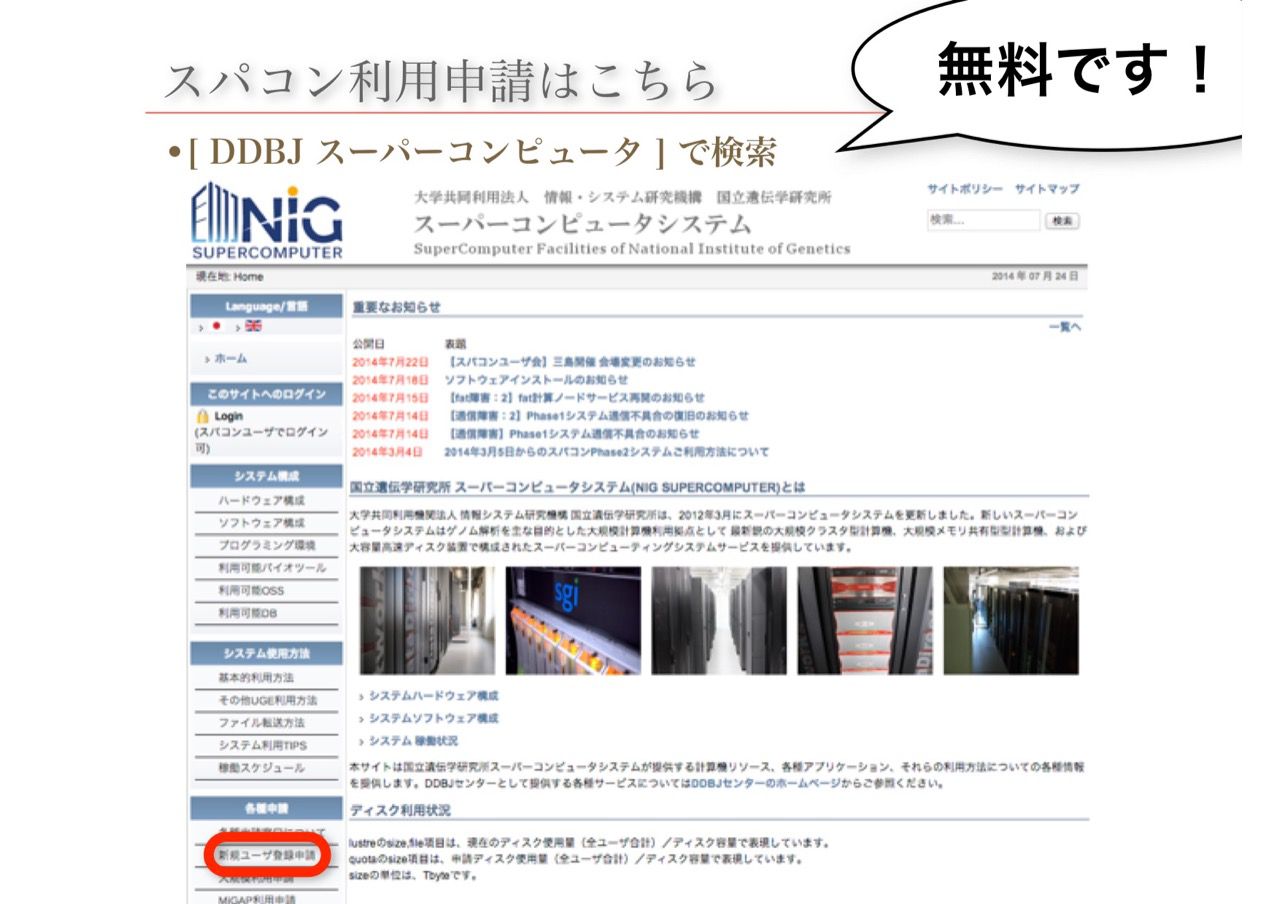 無料です！
スパコン利用申請はこちら
•[ DDBJ スーパーコンピュータ ] で検索
NIG
SUPERCOMPUTER
大学共同利用法人　情報・システム研究機構　国立遺伝学研究所
スーパーコンピュータシステム
SuperComputer Facilities of National Institute of Genetics
サイトポリシー　サイトマップ
検索...
検索
現在地: Home
2014 年 07 月 24 日
Language/言語
› ホーム
このサイトへのログイン
Login
(スパコンユーザでログイン
可)
システム構成
ハードウェア構成
ソフトウェア構成
プログラミング環境
利用可能バイオツール
利用可能OSS
利用可能DB
システム使用方法
基本的利用方法
その他UGE利用方法
ファイル転送方法
システム利用TIPS
稼働スケジュール
各種申請
各種申請窓口について
新規ユーザ登録申請
大規模利用申請
MiGAP利用申請
重要なお知らせ
一覧へ
公開日　表題
2014年7月22日　【スパコンユーザ会】三島開催 会場変更のお知らせ
2014年7月18日　ソフトウェアインストールのお知らせ
2014年7月15日　【fat障害：2】fat計算ノードサービス再開のお知らせ
2014年7月14日　【通信障害：2】Phase1システム通信不具合の復旧のお知らせ
2014年7月14日　【通信障害】Phase1システム通信不具合のお知らせ
2014年3月4日　2014年3月5日からのスパコンPhase2システムご利用方法について
国立遺伝学研究所 スーパーコンピュータシステム(NIG SUPERCOMPUTER)とは
大学共同利用機関法人 情報システム研究機構 国立遺伝学研究所は、2012年3月にスーパーコンピュータシステムを更新しました。新しいスーパーコン
ピュータシステムはゲノム解析を主な目的とした大規模計算機利用拠点として 最新鋭の大規模クラスタ型計算機、大規模メモリ共有型型計算機、および
大容量高速ディスク装置で構成されたスーパーコンピューティングシステムサービスを提供しています。
sgi
› システムハードウェア構成
› システムソフトウェア構成
› システム 稼働状況
本サイトは国立遺伝学研究所スーパーコンピュータシステムが提供する計算機リソース、各種アプリケーション、それらの利用方法についての各種情報
を提供します。DDBJセンターとして提供する各種サービスについてはDDBJセンターのホームページからご参照ください。
ディスク利用状況
lustreのsize,file項目は、現在のディスク使用量（全ユーザ合計）／ディスク容量で表現しています。
quotaのsize項目は、申請ディスク使用量（全ユーザ合計）／ディスク容量で表現しています。
sizeの単位は、Tbyteです。